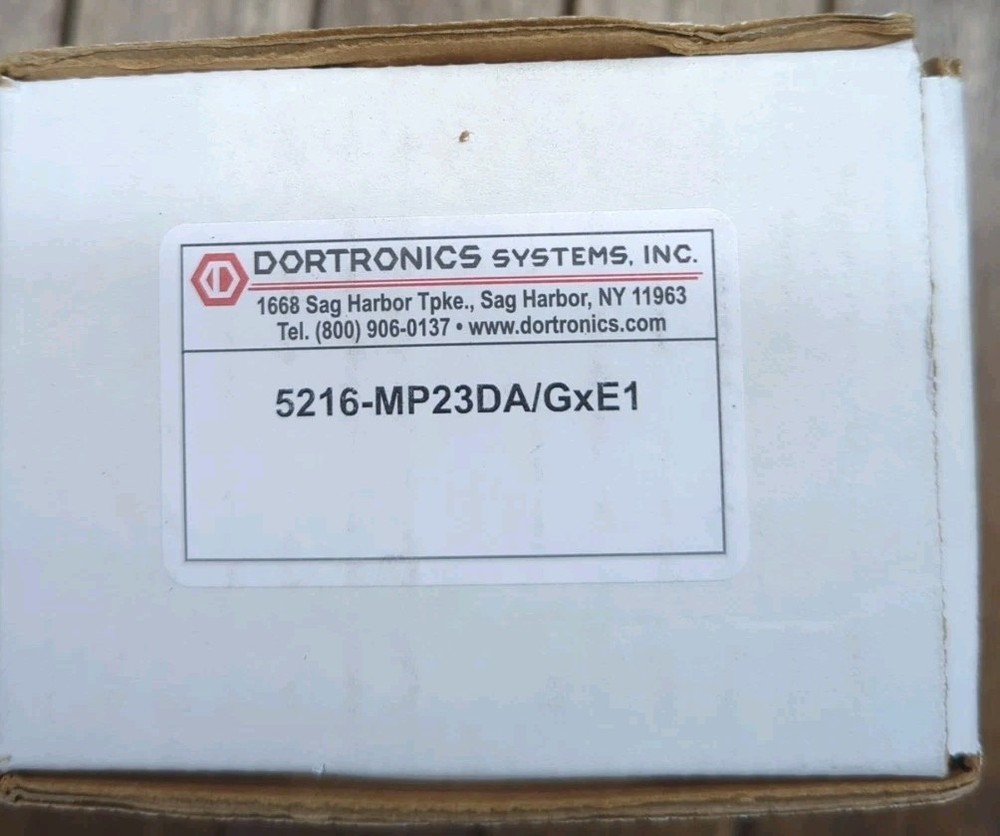 DORTRONICS SYSTEMS, INC.
1668 Sag Harbor Tpke., Sag Harbor, NY 11963
Tel. (800) 906-0137 • www.dortronics.com
5216-MP23DA/GxE1